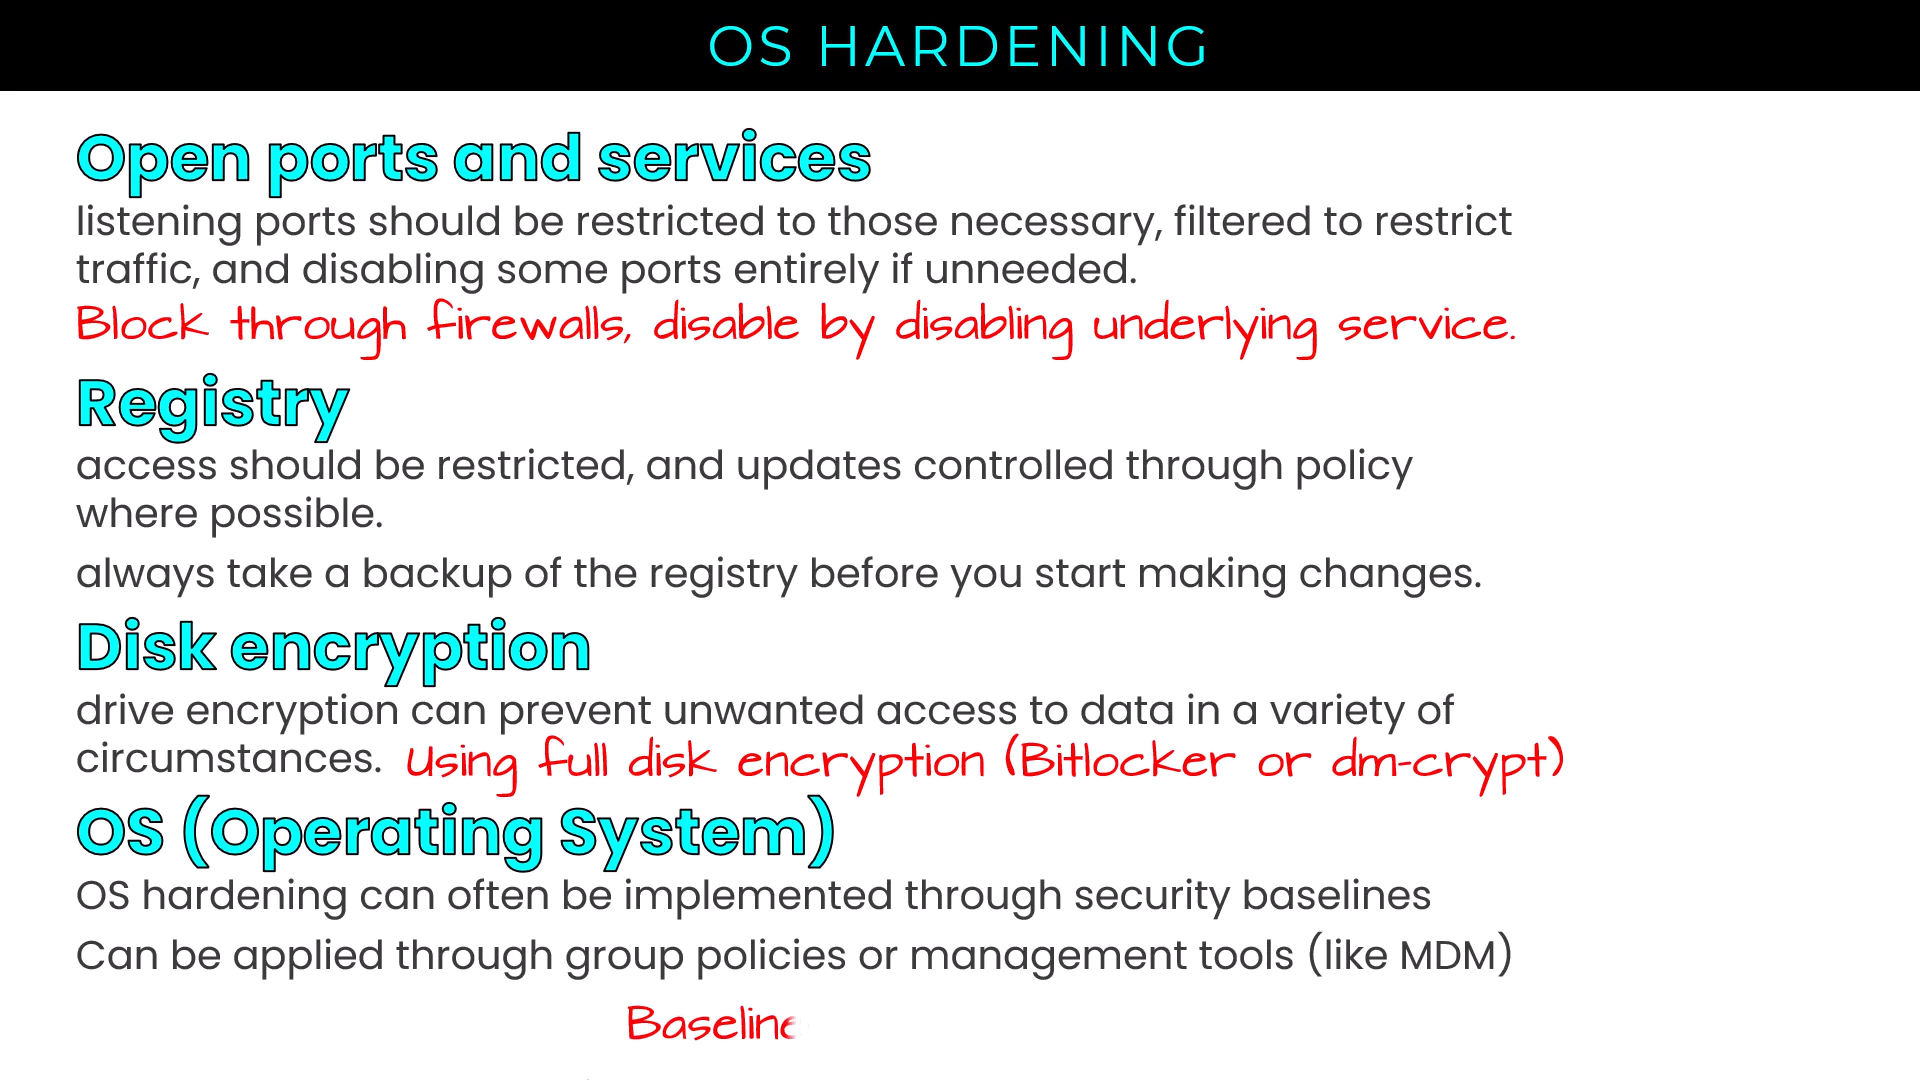 OS HARDENING
Open ports and services
listening ports should be restricted to those necessary, filtered to restrict
traffic, and disabling some ports entirely if unneeded.
Block through firewalls, disable by disabling underlying service.
Registry
access should be restricted, and updates controlled through policy
where possible.
always take a backup of the registry before you start making changes.
Disk encryption
drive encryption can prevent unwanted access to data in a variety of
circumstances. Using full disk encryption (Bitlocker or dm-crypt)
OS (Operating System)
OS hardening can often be implemented through security baselines
Can be applied through group policies or management tools (like MDM)
Baseline